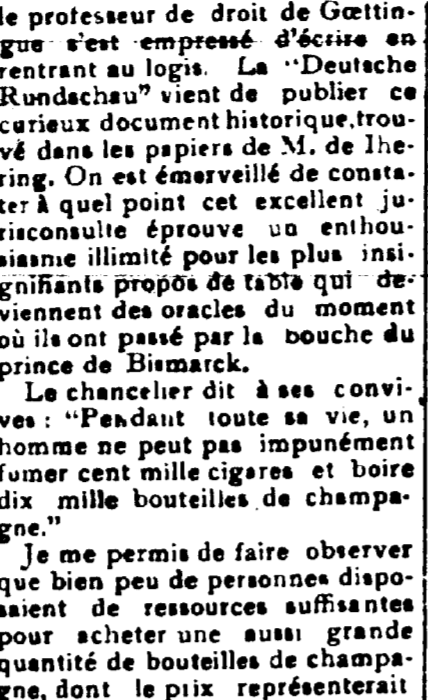 le professeur de droit de Gœttin-
gue s'est empressé d'écrire en
rentrant au logis. La "Deutsche
Rundschau" vient de publier ce
curieux document historique, trou-
vé dans les papiers de M. de Ihe-
ring. On est émerveillé de consta-
ter à quel point cet excellent ju-
risconsulte éprouve un enthou-
siasme illimité pour les plus insi-
gnifiants propos de table qui de-
viennent des oracles du moment
où ils ont passé par la bouche du
prince de Bismarck.
Le chancelier dit à ses convi-
ves : "Pendant toute sa vie, un
homme ne peut pas impunément
fumer cent mille cigares et boire
dix mille bouteilles de champa-
gne."
Je me permis de faire observer
que bien peu de personnes dispo-
saient de ressources suffisantes
pour acheter une aussi grande
quantité de bouteilles de champa-
gne, dont le prix représenterait